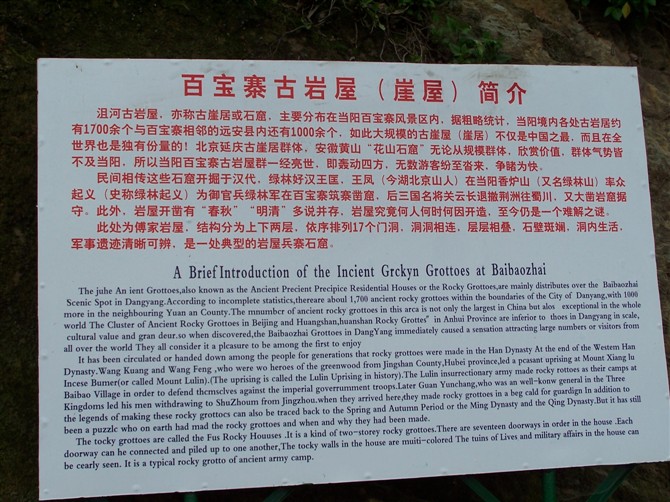 百宝寨古岩屋（崖屋）简介
沮河古岩屋，亦称古崖居或石窟，主要分布在当阳百宝寨风景区内，据粗略统计，当阳境内各处古岩居约
有1700余个与百宝寨相邻的远安县内还有1000余个，如此大规模的古崖屋（崖居）不仅是中国之最，而且在全
世界也是独有份量的！北京延庆古崖居群体，安徽黄山“花山石窟”无论从规模群体，欣赏价值，群体气势皆
不及当阳，所以当阳百宝寨古岩屋群一经亮世，即轰动四方，无数游客纷至沓来，争睹为快。
民间相传这些石窟开掘于汉代，绿林好汉王匡，王凤（今湖北京山人）在当阳香炉山（又名绿林山）率众
起义（史称绿林起义）为御官兵绿林军在百宝寨筑寨凿窟，后三国名将关云长退撤荆洲往蜀川，又大凿岩窟据
守。此外，岩屋开凿有“春秋”“明清”多说并存，岩屋究竟何人何时何因开造，至今仍是一个难解之谜。
此处为傅家岩屋，结构分为上下两层，依序排列17个门洞，洞洞相连，层层相叠，石壁斑斓，洞内生活，
军事遗迹清晰可辨，是一处典型的岩屋兵寨石窟。
A Brief Introduction of the Incient Grckyn Grottoes at Baibaozhai
The juhe An ient Grottoes,also known as the Ancient Precient Precipice Residential Houses or the Rocky Grottoes,are mainly distributes over the Baibaozhai
Scenic Spot in Dangyang.According to incomplete statistics,thereare about 1,700 ancient rocky grottoes within the boundaries of the City of Danyang,with 1000
more in the neighbouring Yuan an County.The mnumber of ancient rocky grottoes in this area is not only the largest in China but alos exceptional in the whole
world The Cluster of Ancient Rocky Grottoes in Beijing and Huangshan,huanshan Rocky Grottes" in Anhui Province are inferior to thoes in Dangyang in scale,
cultural value and gran deur.so when discovered,the Baibaozhai Grottoes in DangYang immediately caused a sensation attracting large numbers or visitors from
all over the world They all consider it a plcasure to be among the first to enjoy
It has been circulated or handed down among the people for generations that rocky grottoes were made in the Han Dynasty At the end of the Westem Han
Dynasty.Wang Kuang and Wang Feng ,who were wo heroes of the greenwood from Jingshan County,Hubei province,led a pcasant uprising at Mount Xiang lu
Incese Bumer(or called Mount Lulin).(The uprising is called the Lulin Uprising in history).The Lulin insurrectionary army made rocky rottoes as their camps at
Baibao Village in order to defend themsclves against the imperial goverrumment troops.Later Guan Yunchang,who was an well-konw general in the Three
Kingdoms led his men withdrawing to ShuZhoum from Jingzhou.when they arrived here,they made rocky grottoes in a beg cald for guardign In addition to
the legends of making these rocky grottocs can also be traced back to the Spring and Autumn Period or the Ming Dynasty and the Qing Dynasty.But it has still
been a puzzlc who on earth had mad the rocky grottoes and when and why they had been made.
The tocky grottoes are called the Fus Rocky Houuses .It is a kind of two-storey rocky grottoes.There are seventeen doorways in order in the house .Each
doorway can he connected and piled up to one another,The tocky walls in the house are muiti-colored The tuins of Lives and military affairs in the house can
be cearly seen. It is a typical rocky grotto of ancient army camp.